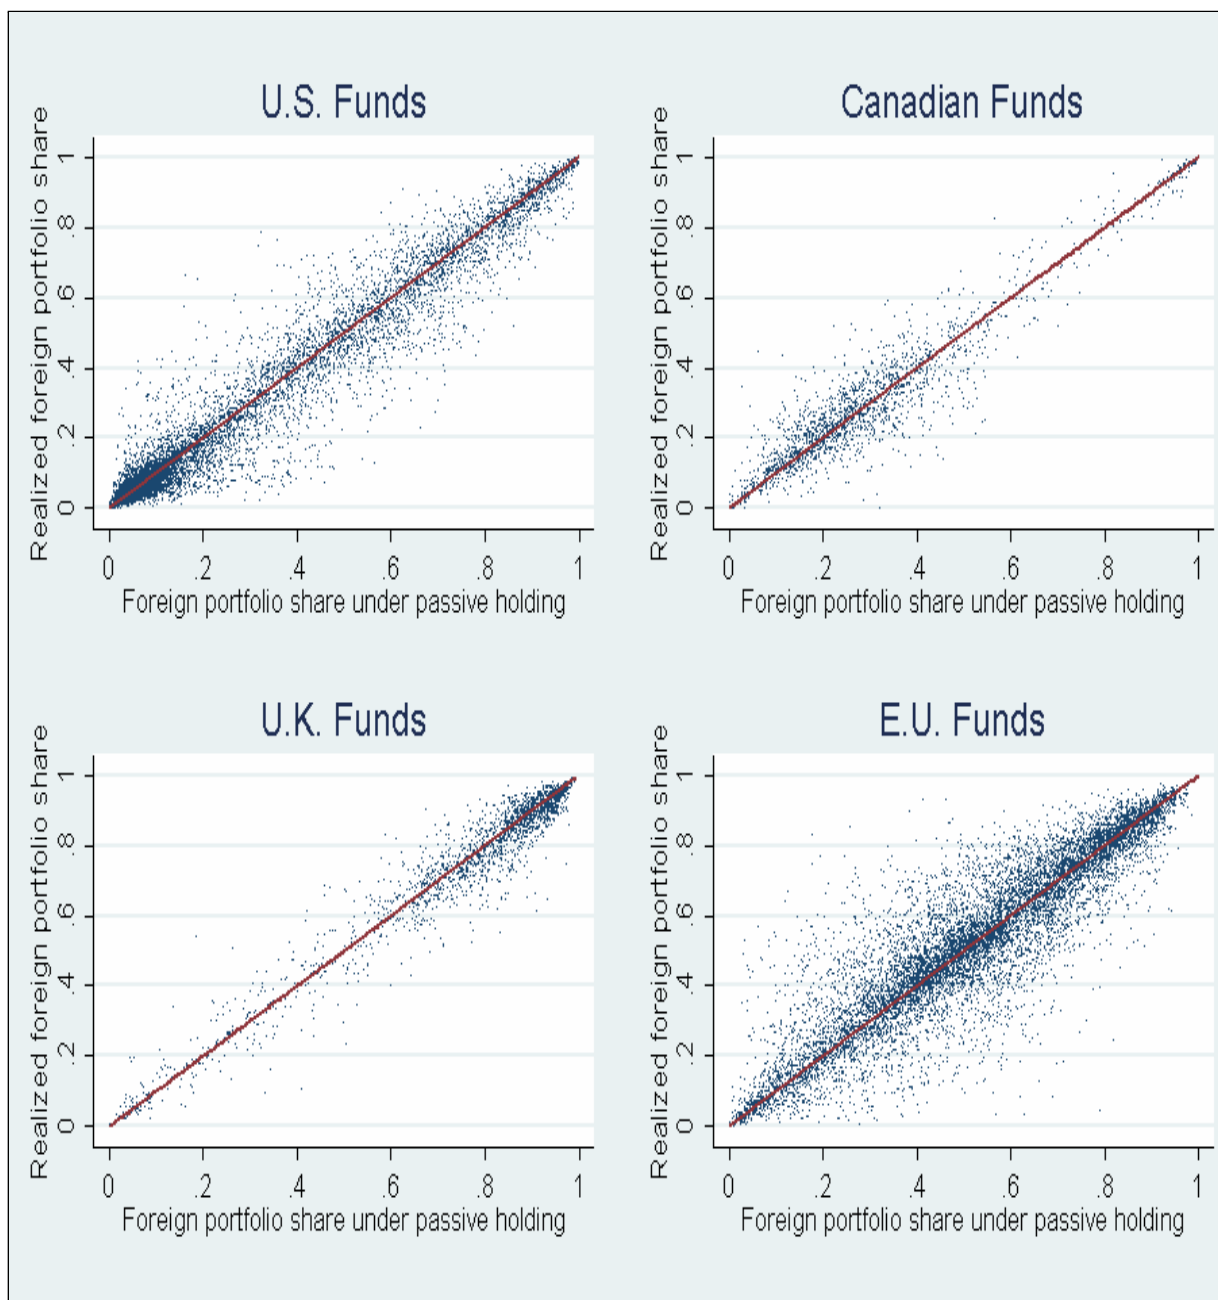 U.S. Funds
Realized foreign portfolio share
1
.8
.6
.4
.2
0
0 .2 .4 .6 .8 1
Foreign portfolio share under passive holding
Canadian Funds
Realized foreign portfolio share
1
.8
.6
.4
.2
0
0 .2 .4 .6 .8 1
Foreign portfolio share under passive holding
U.K. Funds
Realized foreign portfolio share
1
.8
.6
.4
.2
0
0 .2 .4 .6 .8 1
Foreign portfolio share under passive holding
E.U. Funds
Realized foreign portfolio share
1
.8
.6
.4
.2
0
0 .2 .4 .6 .8 1
Foreign portfolio share under passive holding